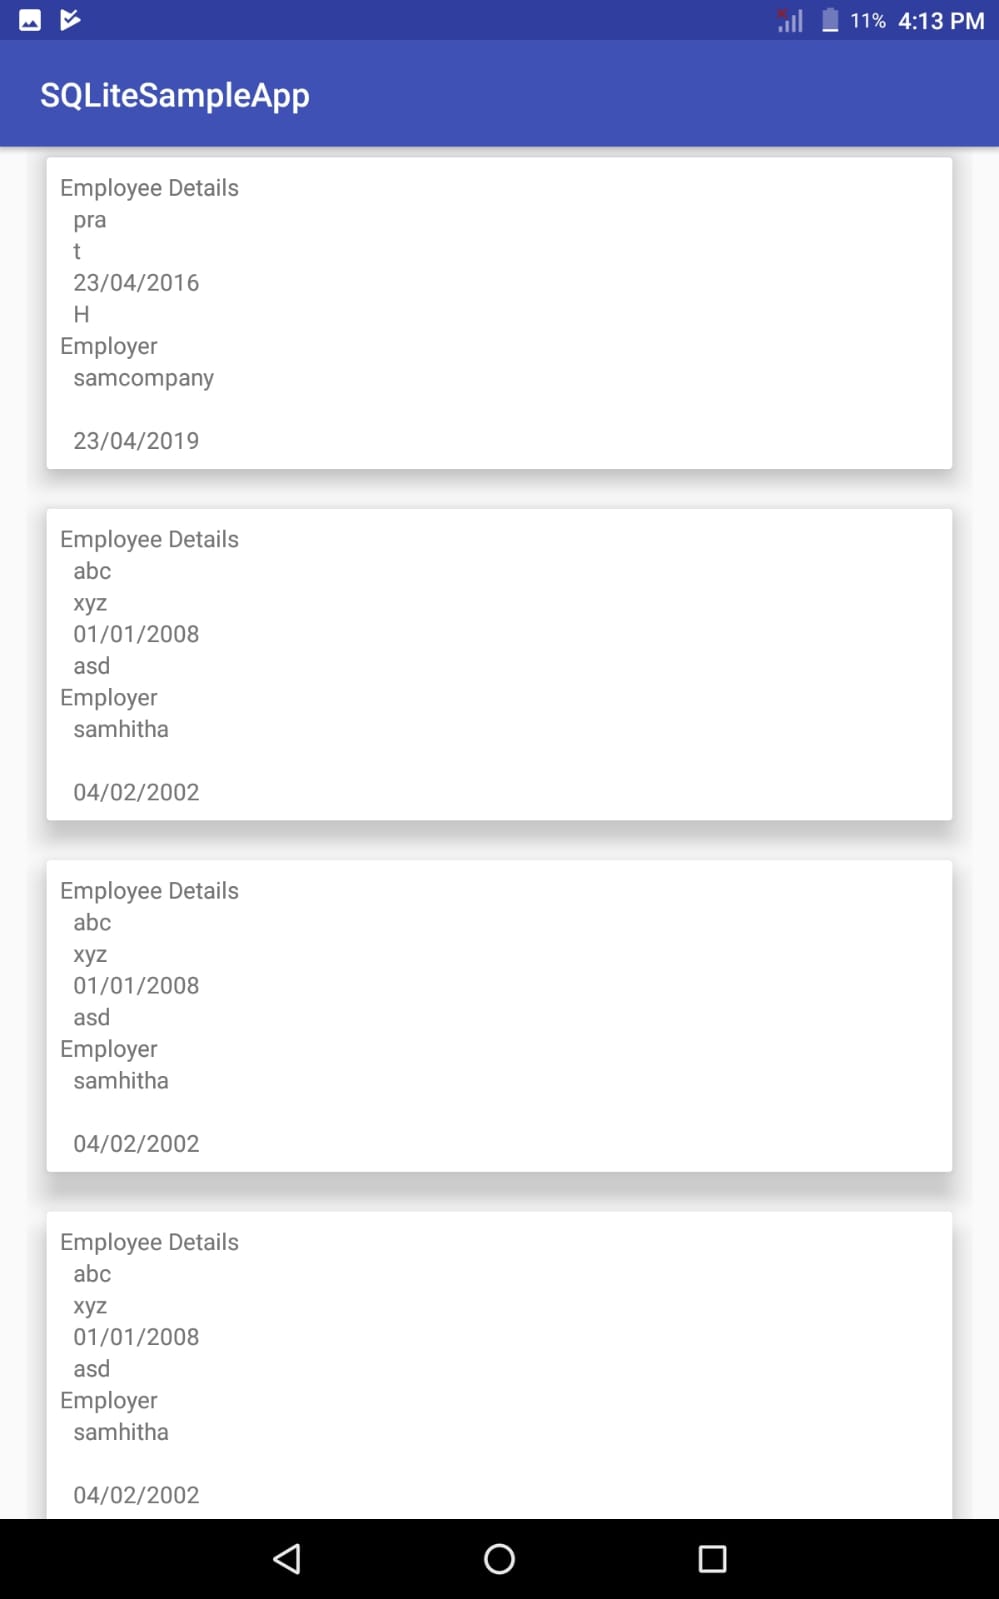 11% 4:13 PM
SQLiteSampleApp
Employee Details
pra
t
23/04/2016
H
Employer
samcompany
23/04/2019
Employee Details
abc
xyz
01/01/2008
asd
Employer
samhitha
04/02/2002
Employee Details
abc
xyz
01/01/2008
asd
Employer
samhitha
04/02/2002
Employee Details
abc
xyz
01/01/2008
asd
Employer
samhitha
04/02/2002